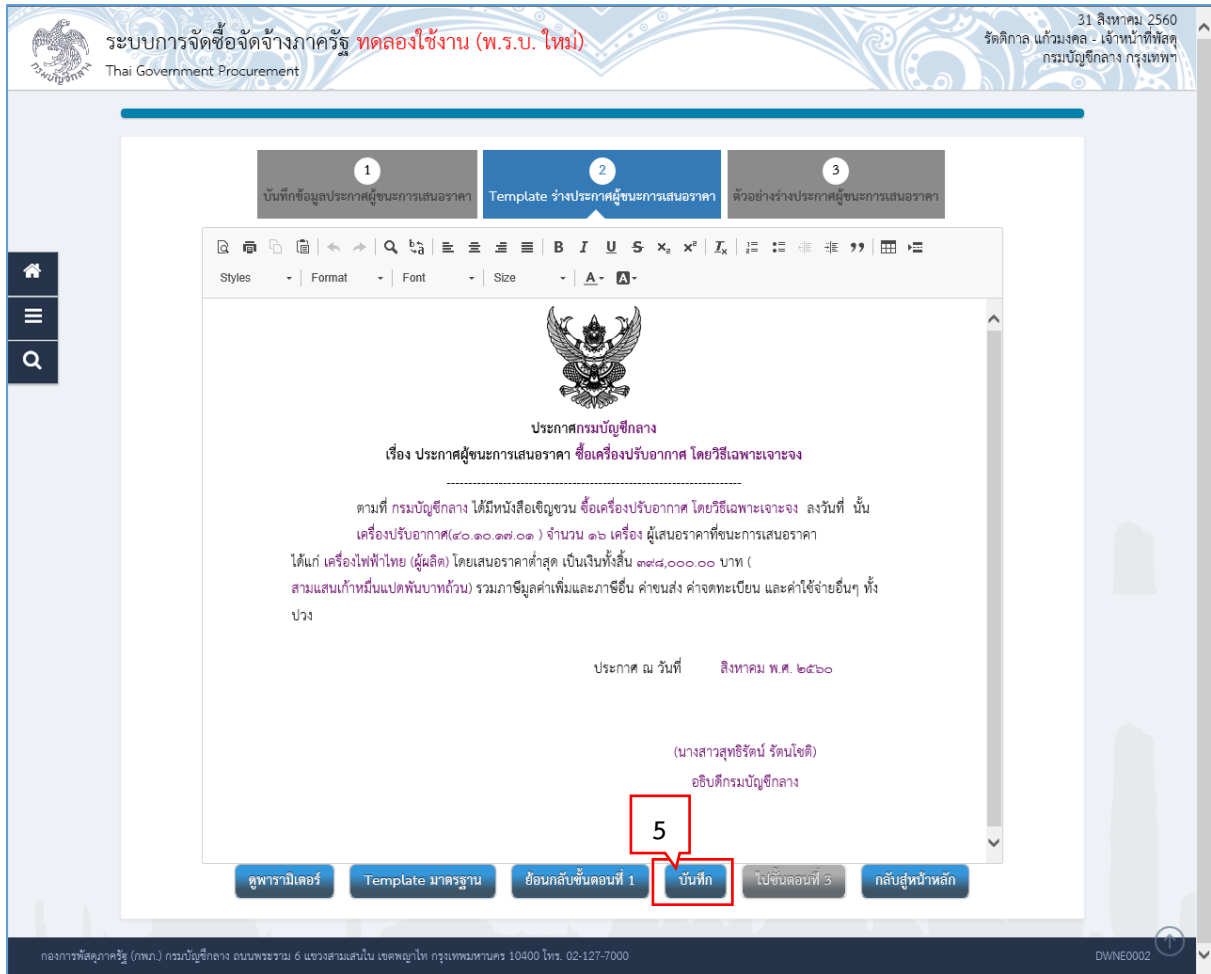 31 สิงหาคม 2560
ระบบการจัดซื้อจัดจ้างภาครัฐ ทดลองใช้งาน (พ.ร.บ. ใหม่)
รัตติกาล แก้วมงคล - เจ้าหน้าที่พัสดุ
Thai Government Procurement
กรมบัญชีกลาง กรุงเทพฯ
กรมบัญชีกลาง
1 2 3
บันทึกข้อมูลประกาศผู้ชนะการเสนอราคา Template ร่างประกาศผู้ชนะการเสนอราคา ตัวอย่างร่างประกาศผู้ชนะการเสนอราคา
Styles Format Font Size
ประกาศกรมบัญชีกลาง
เรื่อง ประกาศผู้ชนะการเสนอราคา ซื้อเครื่องปรับอากาศ โดยวิธีเฉพาะเจาะจง
---------------------------------------------------------------------
ตามที่ กรมบัญชีกลาง ได้มีหนังสือเชิญชวน ซื้อเครื่องปรับอากาศ โดยวิธีเฉพาะเจาะจง ลงวันที่ นั้น
เครื่องปรับอากาศ(๔๐.๑๐.๑๗.๐๑ ) จำนวน ๑๖ เครื่อง ผู้เสนอราคาที่ชนะการเสนอราคา
ได้แก่ เครื่องไฟฟ้าไทย (ผู้ผลิต) โดยเสนอราคาต่ำสุด เป็นเงินทั้งสิ้น ๓๙๘,๐๐๐.๐๐ บาท (
สามแสนเก้าหมื่นแปดพันบาทถ้วน) รวมภาษีมูลค่าเพิ่มและภาษีอื่น ค่าขนส่ง ค่าจดทะเบียน และค่าใช้จ่ายอื่นๆ ทั้ง
ปวง
ประกาศ ณ วันที่ สิงหาคม พ.ศ. ๒๕๖๐
(นางสาวสุทธิรัตน์ รัตนโชติ)
อธิบดีกรมบัญชีกลาง
5
ดูพารามิเตอร์ Template มาตรฐาน ย้อนกลับขั้นตอนที่ 1 บันทึก ไปขั้นตอนที่ 3 กลับสู่หน้าหลัก
กองการพัสดุภาครัฐ (กพภ.) กรมบัญชีกลาง ถนนพระราม 6 แขวงสามเสนใน เขตพญาไท กรุงเทพมหานคร 10400 โทร. 02-127-7000 DWNE0002